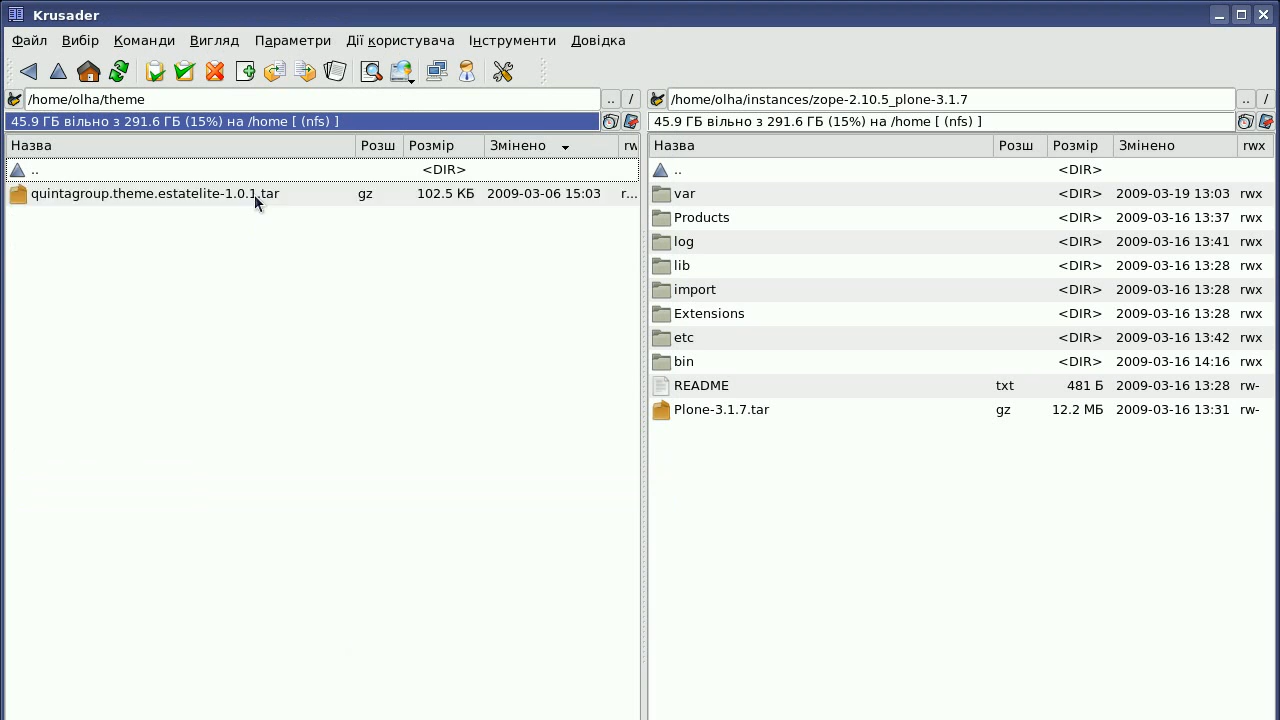 Krusader
Файл Вибір Команди Вигляд Параметри Дії користувача Інструменти Довідка
/home/olha/theme .. /
45.9 ГБ вільно з 291.6 ГБ (15%) на /home [ (nfs) ]
Назва Розш Розмір Змінено rw
.. <DIR>
quintagroup.theme.estatelite-1.0.1.tar gz 102.5 КБ 2009-03-06 15:03 r...
/home/olha/instances/zope-2.10.5_plone-3.1.7 .. /
45.9 ГБ вільно з 291.6 ГБ (15%) на /home [ (nfs) ]
Назва Розш Розмір Змінено rwx
.. <DIR>
var <DIR> 2009-03-19 13:03 rwx
Products <DIR> 2009-03-16 13:37 rwx
log <DIR> 2009-03-16 13:41 rwx
lib <DIR> 2009-03-16 13:28 rwx
import <DIR> 2009-03-16 13:28 rwx
Extensions <DIR> 2009-03-16 13:28 rwx
etc <DIR> 2009-03-16 13:42 rwx
bin <DIR> 2009-03-16 14:16 rwx
README txt 481 Б 2009-03-16 13:28 rw-
Plone-3.1.7.tar gz 12.2 МБ 2009-03-16 13:31 rw-